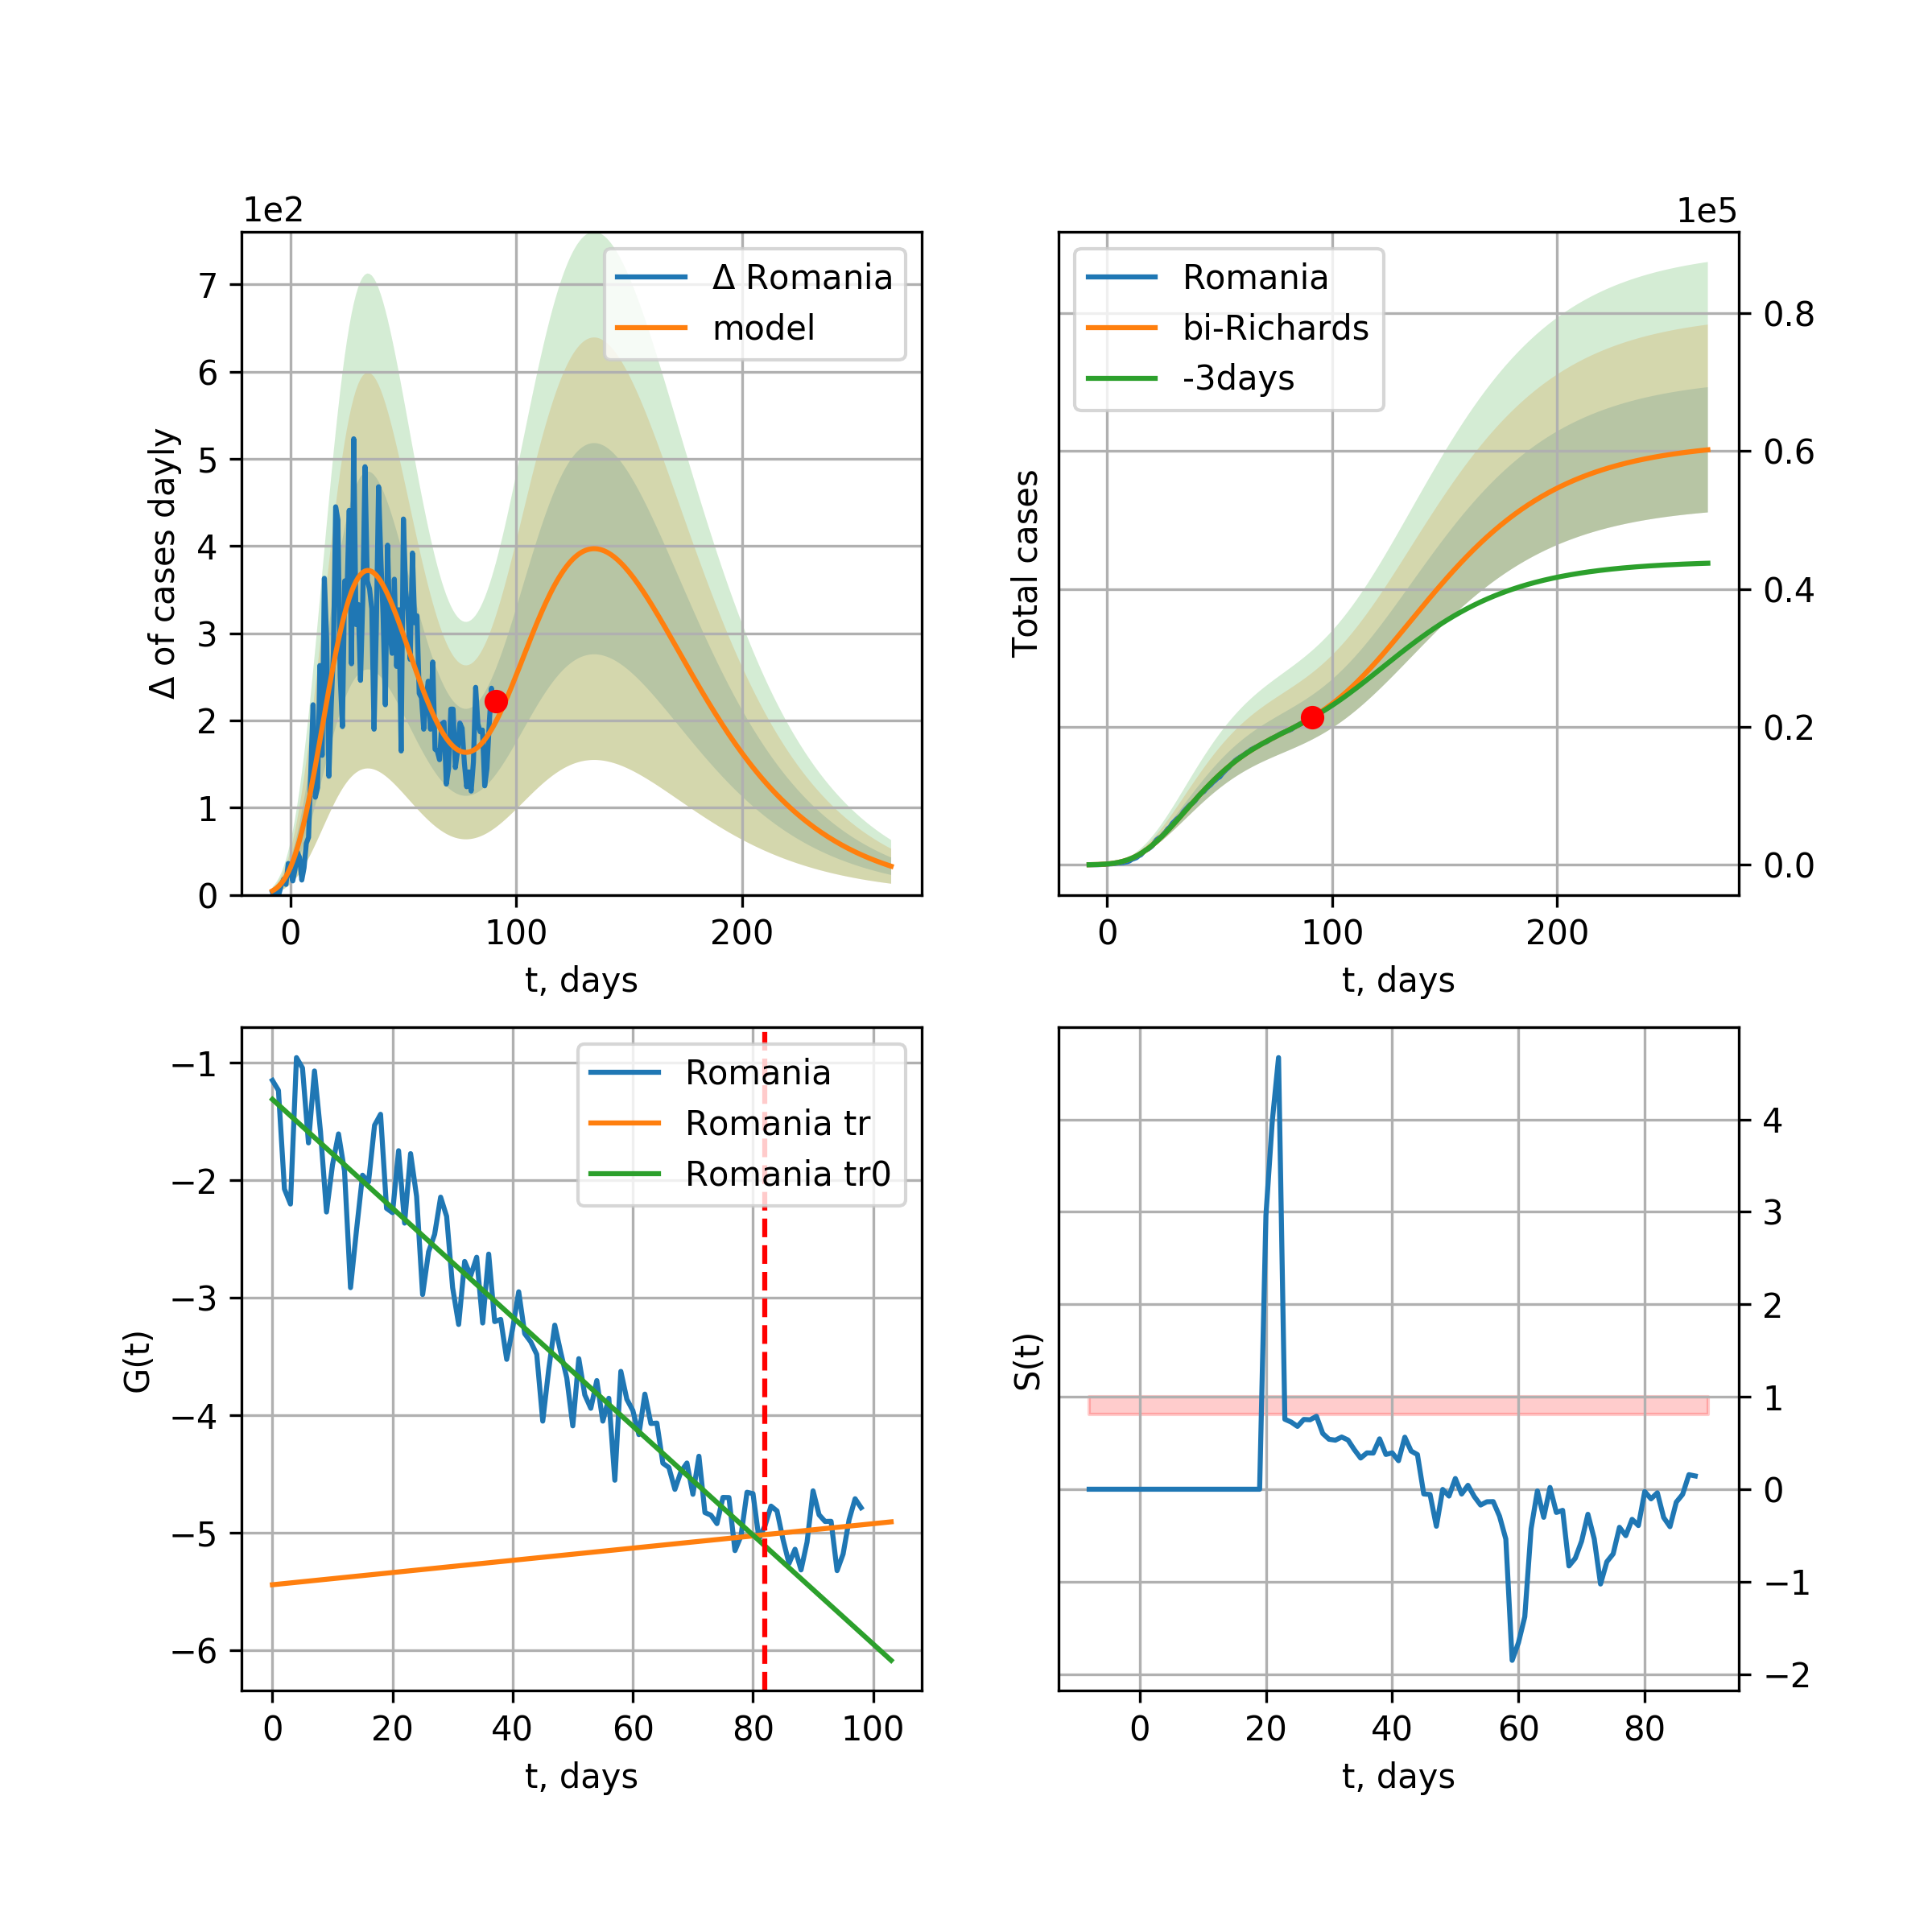 1e2
Δ of cases dayly
7
6
5
4
3
2
1
0
Δ Romania
model
0 100 200
t, days
1e5
Total cases
Romania
bi-Richards
-3days
0.8
0.6
0.4
0.2
0.0
0 100 200
t, days
G(t)
−1
−2
−3
−4
−5
−6
Romania
Romania tr
Romania tr0
0 20 40 60 80 100
t, days
S(t)
4
3
2
1
0
−1
−2
0 20 40 60 80
t, days